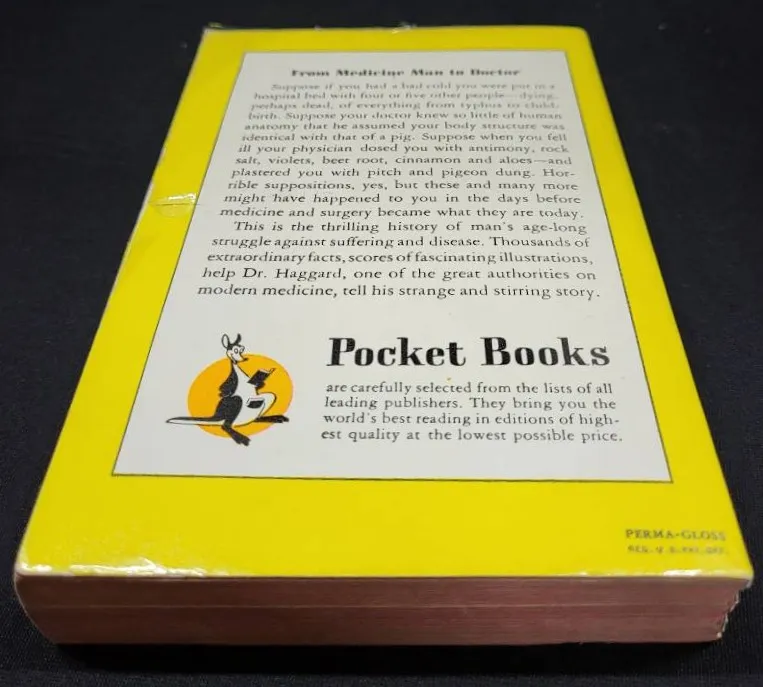 From Medicine Man to Doctor
Suppose if you had a bad cold you were put in a
hospital bed with four or five other people—dying,
perhaps dead, of everything from typhus to child-
birth. Suppose your doctor knew so little of human
anatomy that he assumed your body structure was
identical with that of a pig. Suppose when you fell
ill your physician dosed you with antimony, rock
salt, violets, beet root, cinnamon and aloes—and
plastered you with pitch and pigeon dung. Hor-
rible suppositions, yes, but these and many more
might have happened to you in the days before
medicine and surgery became what they are today.
This is the thrilling history of man's age-long
struggle against suffering and disease. Thousands of
extraordinary facts, scores of fascinating illustrations,
help Dr. Haggard, one of the great authorities on
modern medicine, tell his strange and stirring story.
Pocket Books
are carefully selected from the lists of all
leading publishers. They bring you the
world's best reading in editions of high-
est quality at the lowest possible price.
PERMA-GLOSS
REG. U. S. PAT. OFF.